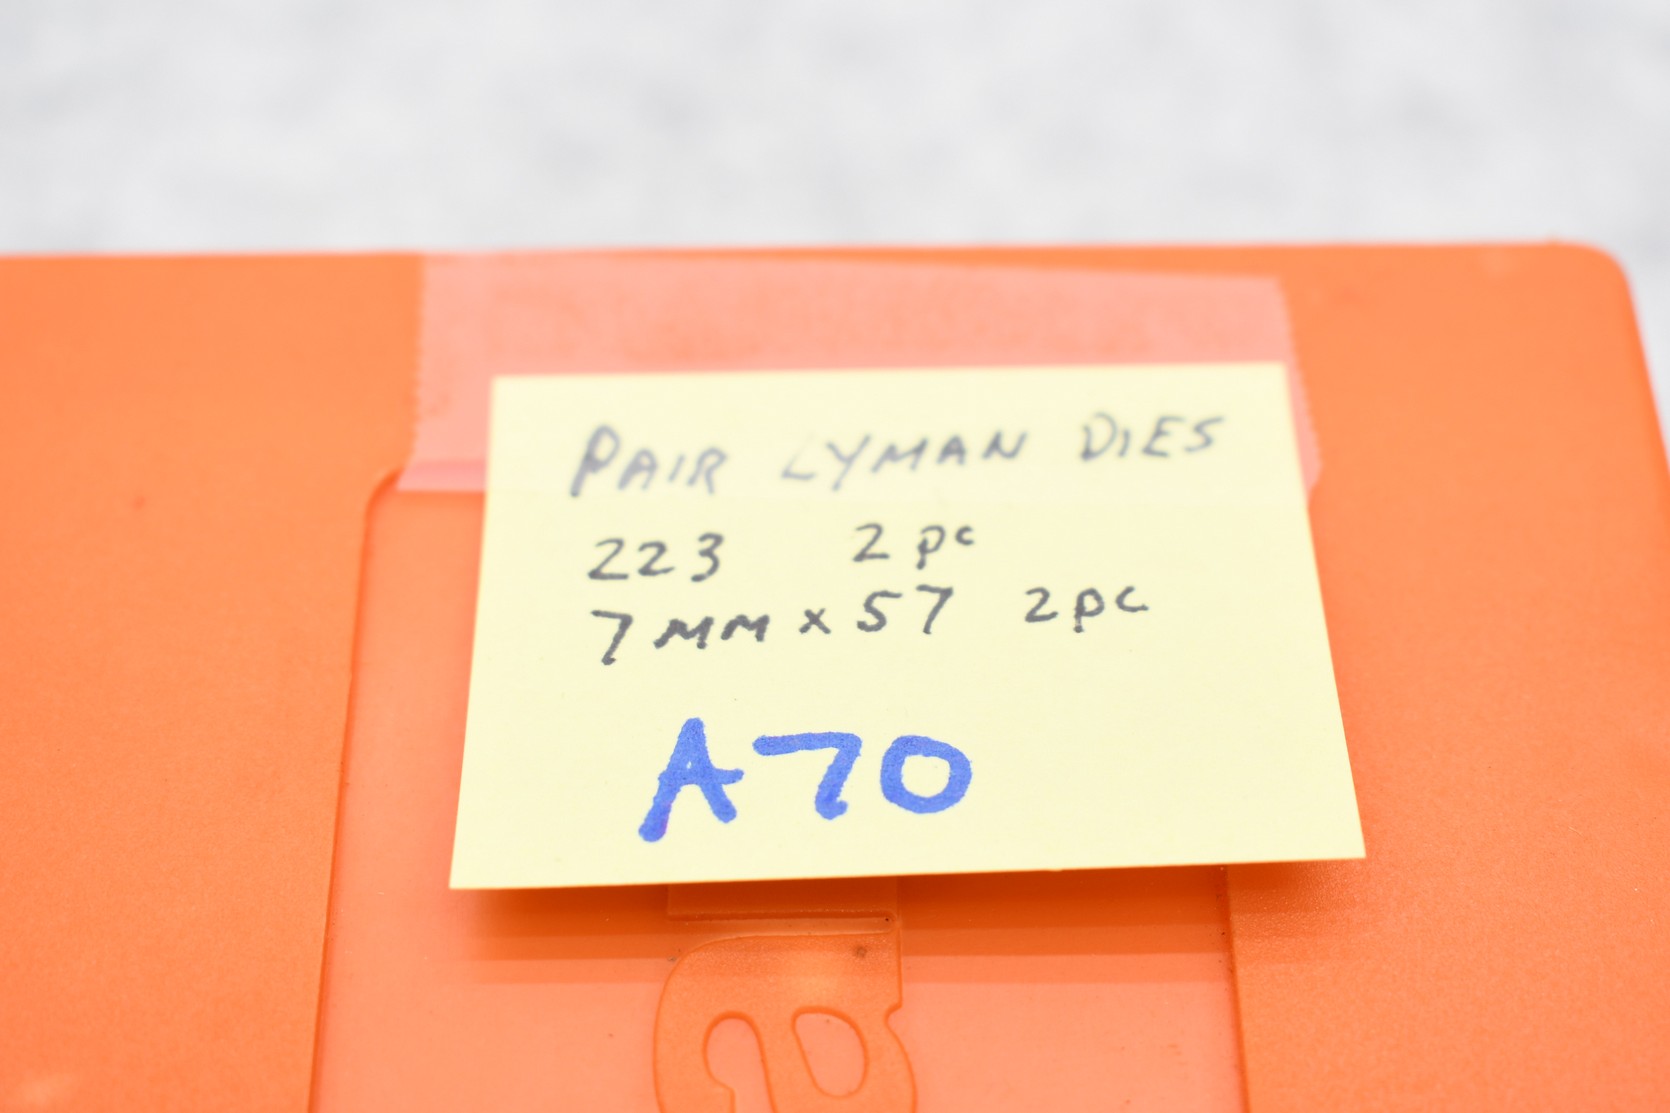 PAIR LYMAN DIES
223 2pc
7MM x 57 2pc
A70